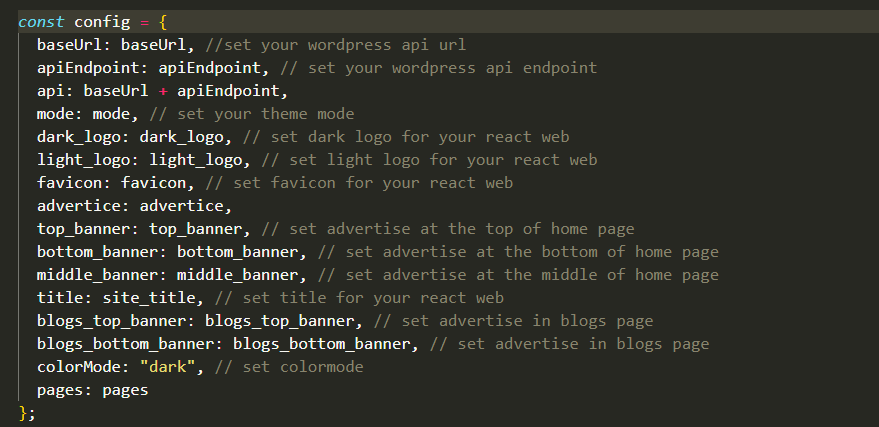 const config = {
baseUrl: baseUrl, //set your wordpress api url
apiEndpoint: apiEndpoint, // set your wordpress api endpoint
api: baseUrl + apiEndpoint,
mode: mode, // set your theme mode
dark_logo: dark_logo, // set dark logo for your react web
light_logo: light_logo, // set light logo for your react web
favicon: favicon, // set favicon for your react web
advertice: advertice,
top_banner: top_banner, // set advertise at the top of home page
bottom_banner: bottom_banner, // set advertise at the bottom of home page
middle_banner: middle_banner, // set advertise at the middle of home page
title: site_title, // set title for your react web
blogs_top_banner: blogs_top_banner, // set advertise in blogs page
blogs_bottom_banner: blogs_bottom_banner, // set advertise in blogs page
colorMode: "dark", // set colormode
pages: pages
};